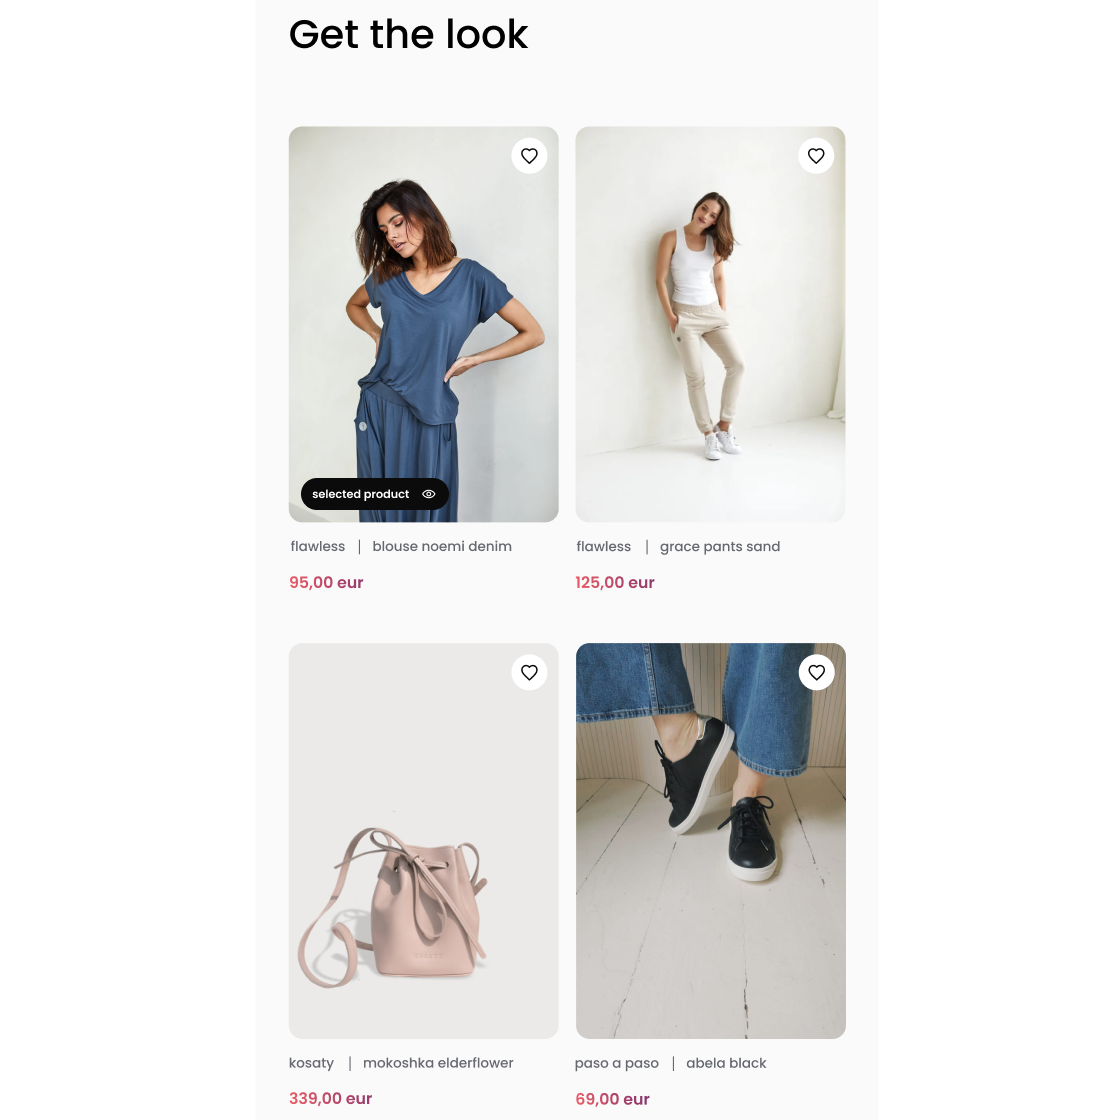 Get the look
selected product
flawless | blouse noemi denim
95,00 eur
flawless | grace pants sand
125,00 eur
kosaty | mokoshka elderflower
339,00 eur
paso a paso | abela black
69,00 eur